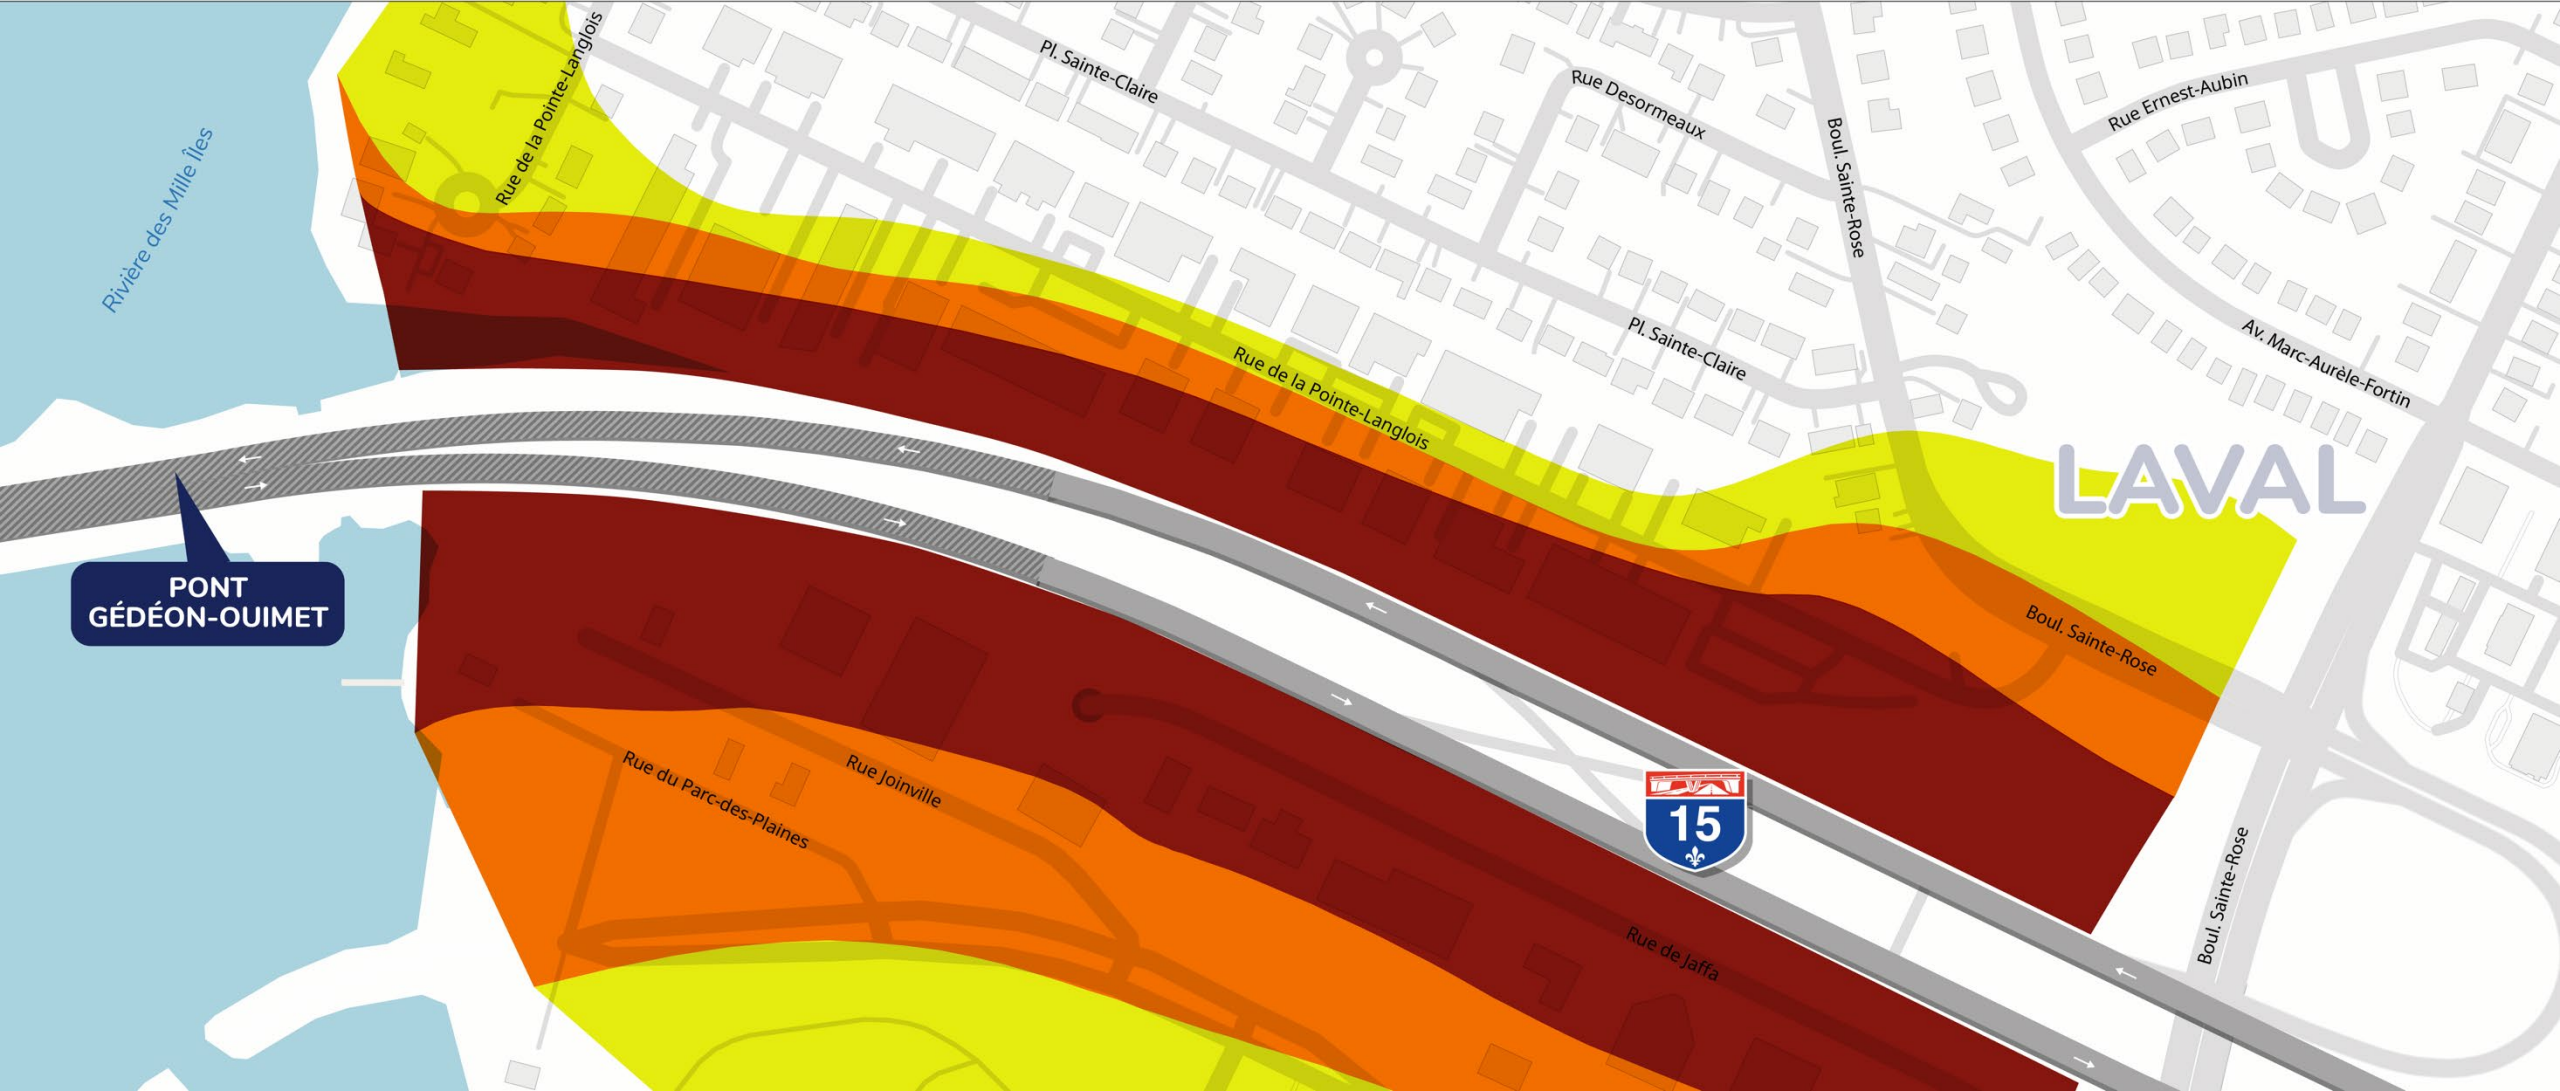 Rue de la Pointe-Langlois
Pl. Sainte-Claire
Rue Desormeaux
Rue Ernest-Aubin
Boul. Sainte-Rose
Rivière des Mille Îles
Pl. Sainte-Claire
Av. Marc-Aurèle-Fortin
Rue de la Pointe-Langlois
LAVAL
PONT
GÉDÉON-OUIMET
Boul. Sainte-Rose
Rue du Parc-des-Plaines
Rue Joinville
15
Rue de Jaffa
Boul. Sainte-Rose